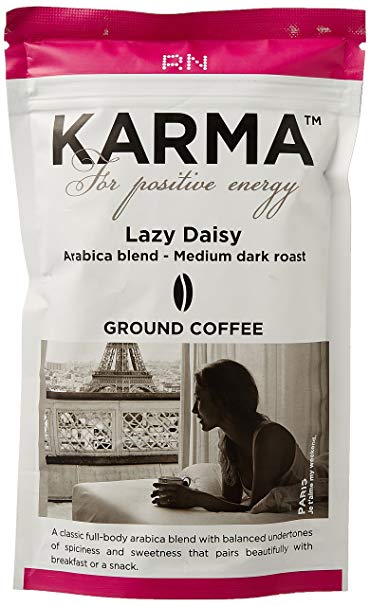 RN
KARMA™
For positive energy
Lazy Daisy
Arabica blend - Medium dark roast
GROUND COFFEE
PARIS
Je t'aime my weekend.
A classic full-body arabica blend with balanced undertones
of spiciness and sweetness that pairs beautifully with
breakfast or a snack.